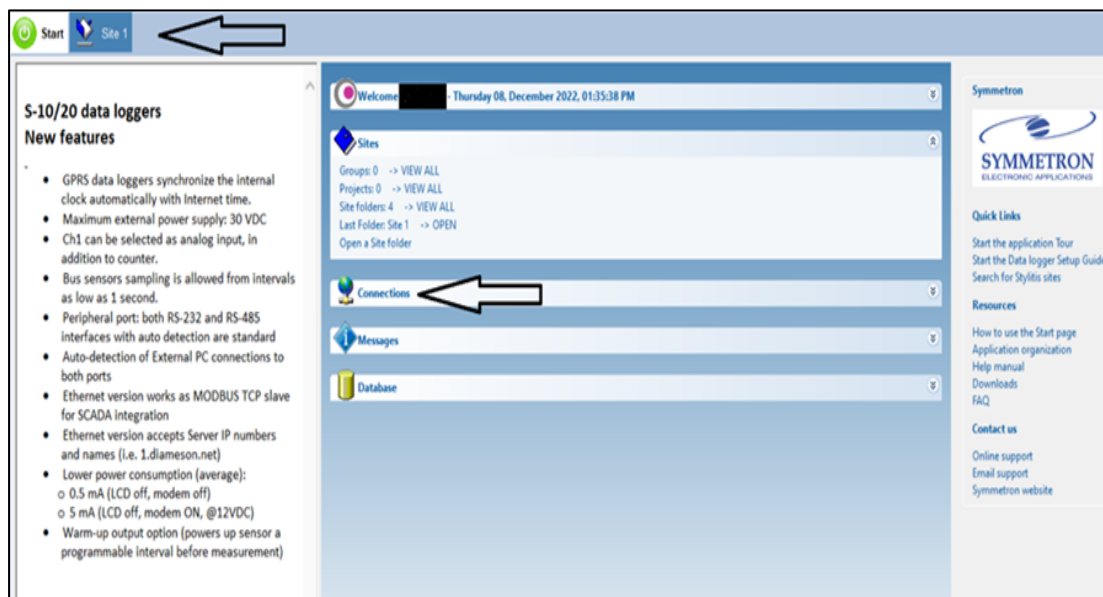 Start
Site 1
S-10/20 data loggers
New features
GPRS data loggers synchronize the internal
clock automatically with Internet time.
Maximum external power supply: 30 VDC
Ch1 can be selected as analog input, in
addition to counter.
Bus sensors sampling is allowed from intervals
as low as 1 second.
Peripheral port: both RS-232 and RS-485
interfaces with auto detection are standard
Auto-detection of External PC connections to
both ports
Ethernet version works as MODBUS TCP slave
for SCADA integration
Ethernet version accepts Server IP numbers
and names (i.e. 1.diameson.net)
Lower power consumption (average):
o 0.5 mA (LCD off, modem off)
o 5 mA (LCD off, modem ON, @12VDC)
Warm-up output option (powers up sensor a
programmable interval before measurement)
Welcome - Thursday 08, December 2022, 01:35:38 PM
Sites
Groups: 0 -> VIEW ALL
Projects: 0 -> VIEW ALL
Site folders: 4 -> VIEW ALL
Last Folder: Site 1 -> OPEN
Open a Site folder
Connections
Messages
Database
Symmetron
SYMMETRON
ELECTRONIC APPLICATIONS
Quick Links
Start the application Tour
Start the Data logger Setup Guide
Search for Stylitis sites
Resources
How to use the Start page
Application organization
Help manual
Downloads
FAQ
Contact us
Online support
Email support
Symmetron website